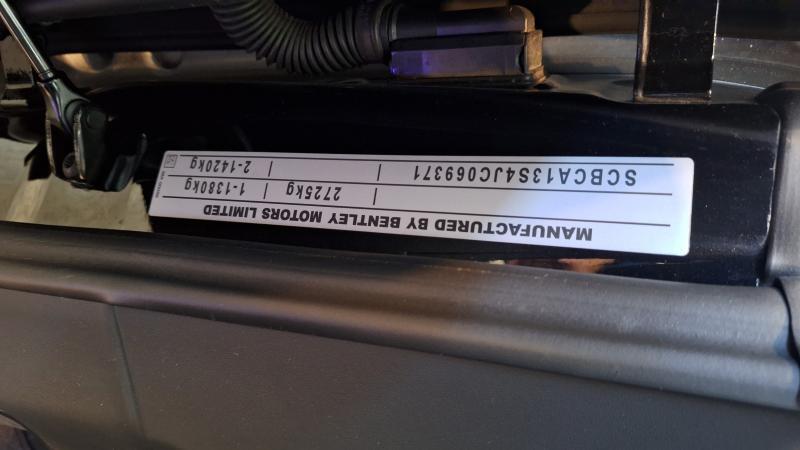 MANUFACTURED BY BENTLEY MOTORS LIMITED
2725kg | 1-1380kg
SCBCA13S4JC069371 | 2-1420kg